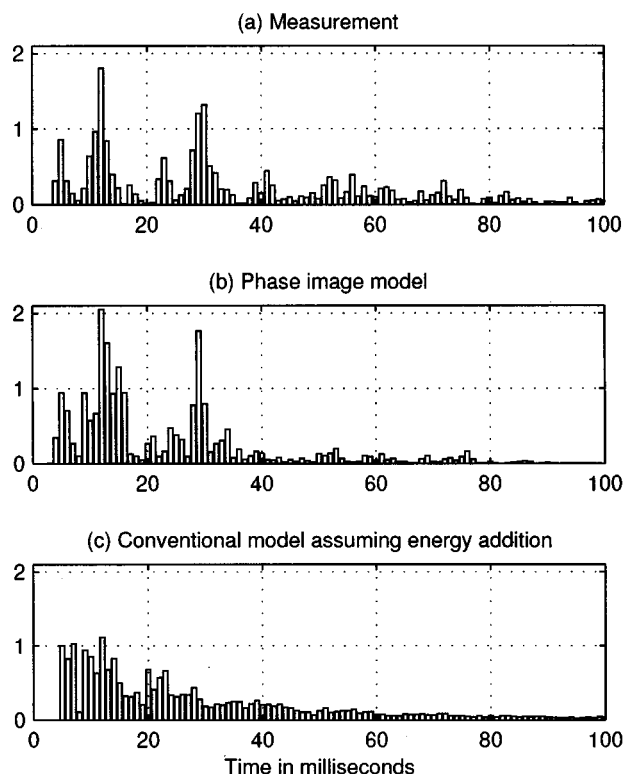 (a) Measurement
2
1
0
0 20 40 60 80 100
(b) Phase image model
2
1
0
0 20 40 60 80 100
(c) Conventional model assuming energy addition
2
1
0
0 20 40 60 80 100
Time in milliseconds